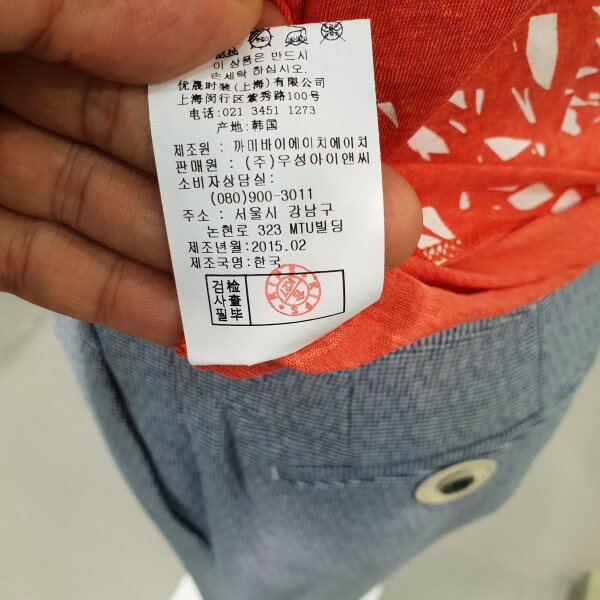 이 상품은 반드시
손세탁 하십시오.
优晟时装(上海)有限公司
上海闵行区紫秀路100号
电话:021 3451 1273
产地:韩国
제조원 : 까미바이에이치에이치
판매원 : (주)우성아이앤씨
소비자상담실:
(080)900-3011
주소 : 서울시 강남구
논현로 323 MTU빌딩
제조년월:2015.02
제조국명:한국
검 檢
사 査
필 畢